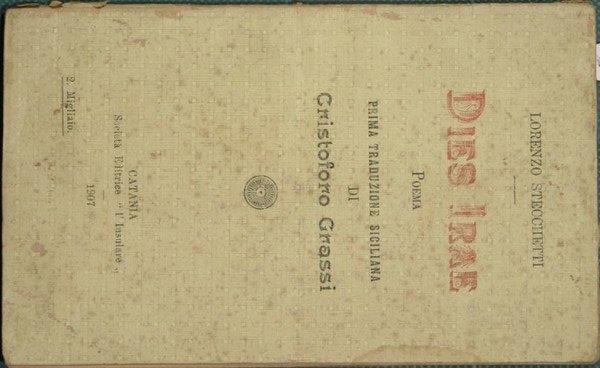 LORENZO STECCHETTI
DIES IRAE
POEMA
PRIMA TRADUZIONE SICILIANA
DI
Cristoforo Grassi
CATANIA
Società Editrice “ l' Insulare „
1907
2. Migliaio.